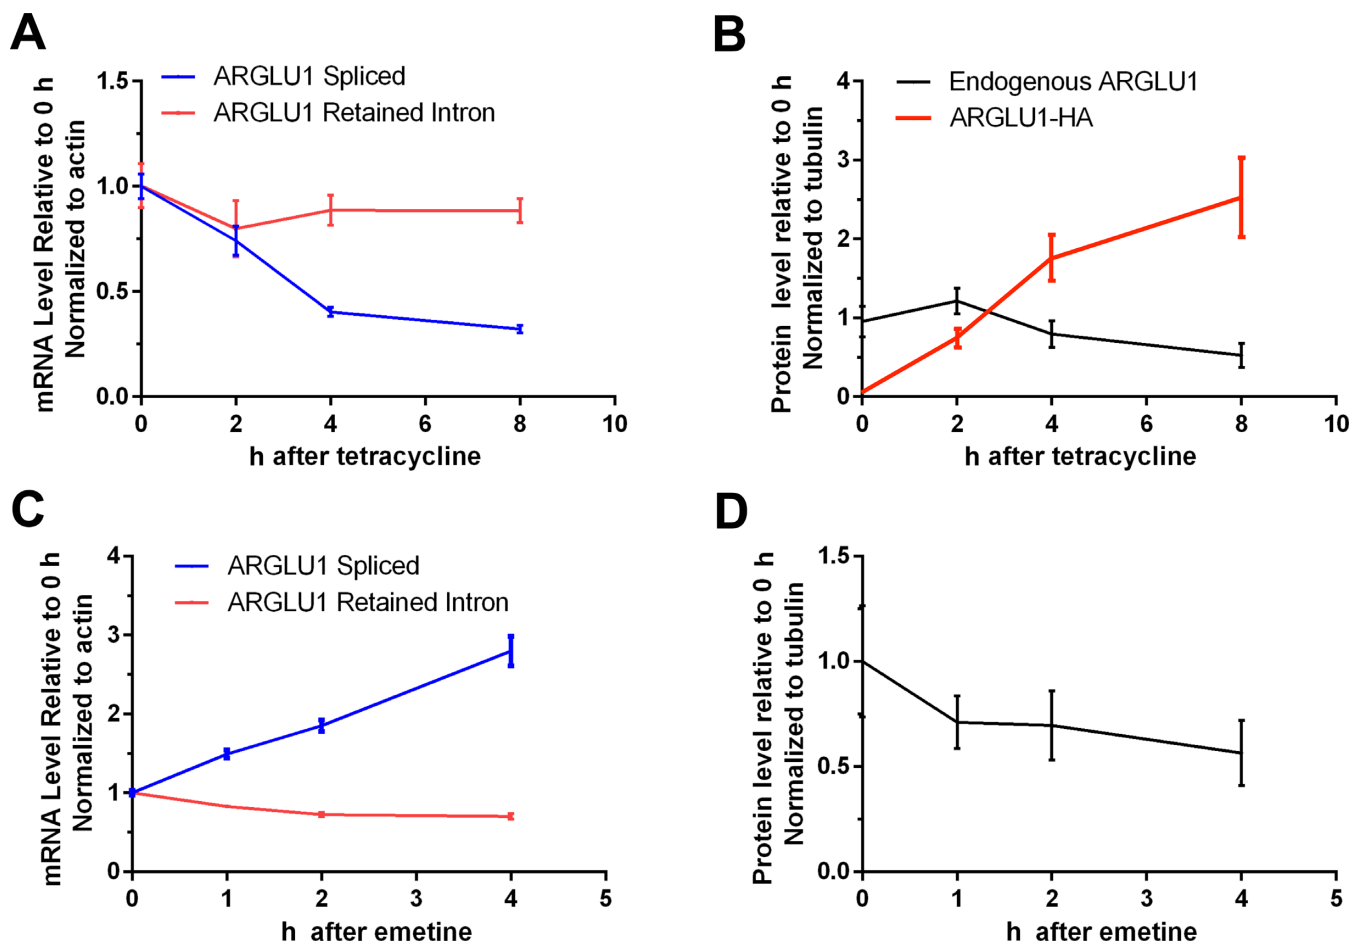 A
mRNA Level Relative to 0 h
Normalized to actin
ARGLU1 Spliced
ARGLU1 Retained Intron
1.5
1.0
0.5
0.0
0 2 4 6 8 10
h after tetracycline
B
Protein level relative to 0 h
Normalized to tubulin
Endogenous ARGLU1
ARGLU1-HA
4
3
2
1
0
0 2 4 6 8 10
h after tetracycline
C
mRNA Level Relative to 0 h
Normalized to actin
ARGLU1 Spliced
ARGLU1 Retained Intron
4
3
2
1
0
0 1 2 3 4 5
h after emetine
D
Protein level relative to 0 h
Normalized to tubulin
1.5
1.0
0.5
0.0
0 1 2 3 4 5
h after emetine